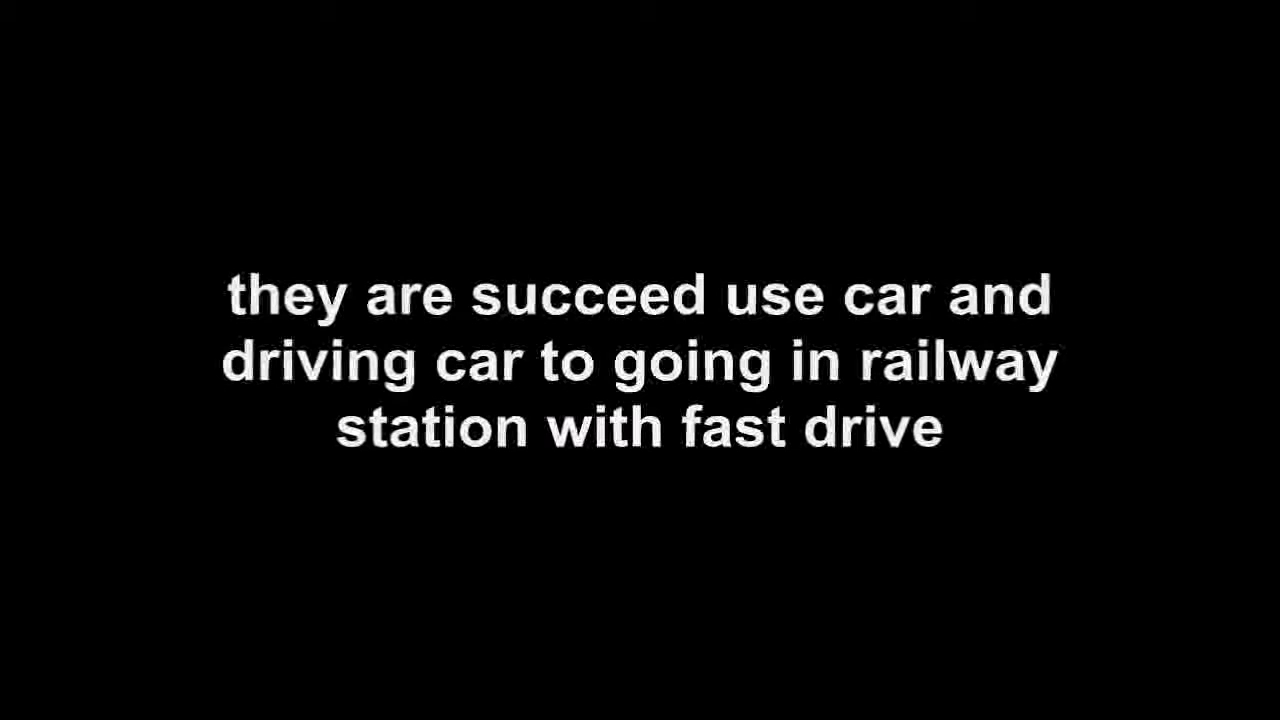 they are succeed use car and
driving car to going in railway
station with fast drive